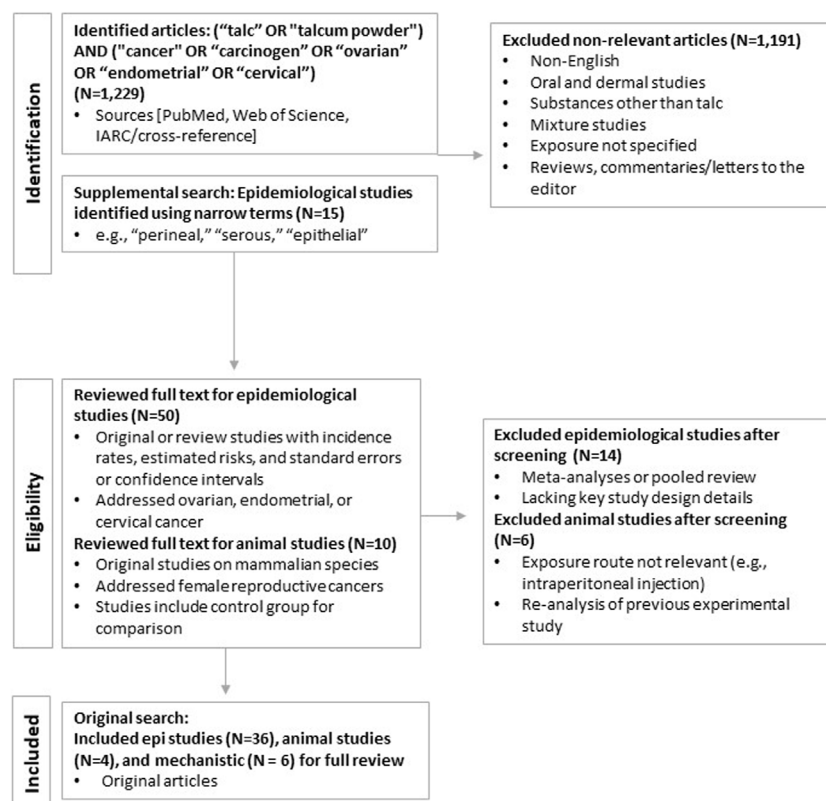 Identification
Identified articles: (“talc” OR "talcum powder")
AND ("cancer" OR “carcinogen” OR “ovarian”
OR “endometrial” OR “cervical”)
(N=1,229)
• Sources [PubMed, Web of Science,
IARC/cross-reference]
Supplemental search: Epidemiological studies
identified using narrow terms (N=15)
• e.g., “perineal,” “serous,” “epithelial”
Excluded non-relevant articles (N=1,191)
• Non-English
• Oral and dermal studies
• Substances other than talc
• Mixture studies
• Exposure not specified
• Reviews, commentaries/letters to the
editor
Eligibility
Reviewed full text for epidemiological
studies (N=50)
• Original or review studies with incidence
rates, estimated risks, and standard errors
or confidence intervals
• Addressed ovarian, endometrial, or
cervical cancer
Reviewed full text for animal studies (N=10)
• Original studies on mammalian species
• Addressed female reproductive cancers
• Studies include control group for
comparison
Excluded epidemiological studies after
screening (N=14)
• Meta-analyses or pooled review
• Lacking key study design details
Excluded animal studies after screening
(N=6)
• Exposure route not relevant (e.g.,
intraperitoneal injection)
• Re-analysis of previous experimental
study
Included
Original search:
Included epi studies (N=36), animal studies
(N=4), and mechanistic (N = 6) for full review
• Original articles